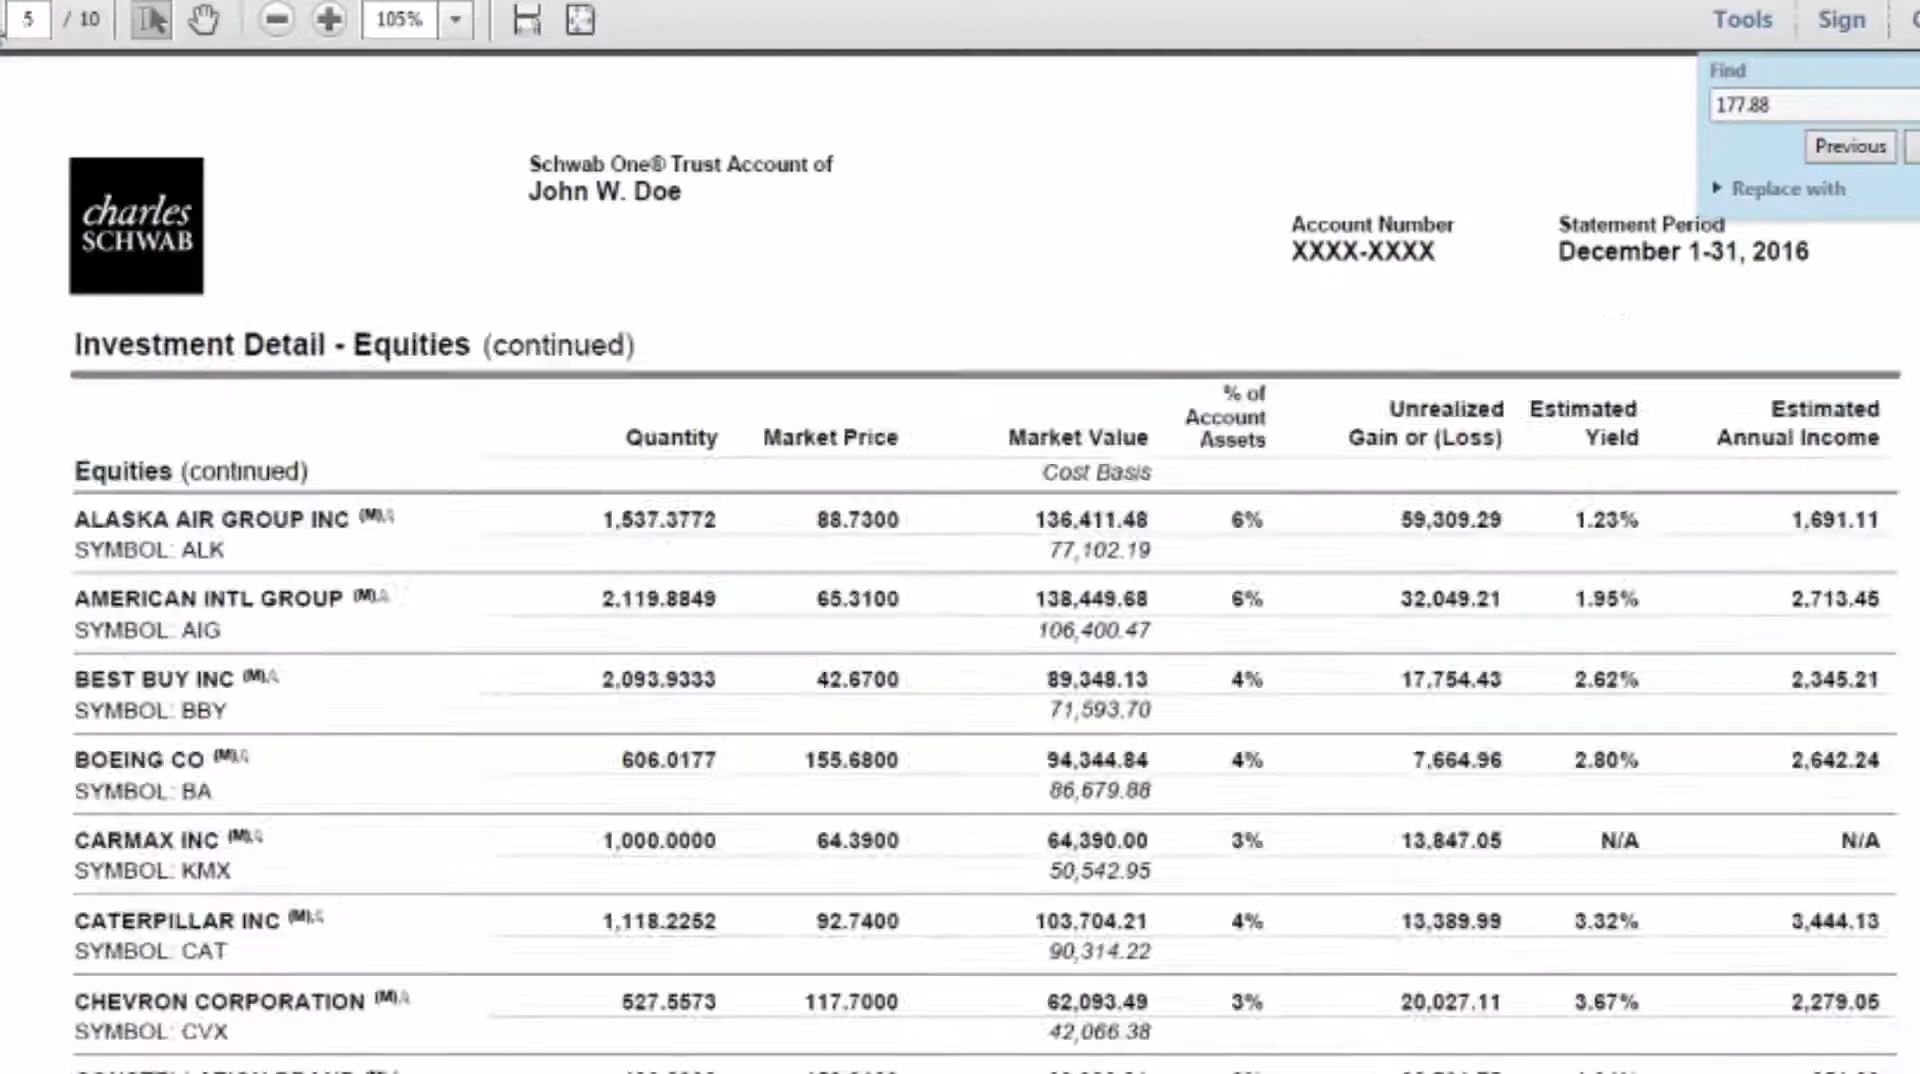 5 / 10 105% Tools Sign
Find
177.88
Previous
Replace with
charles
SCHWAB
Schwab One® Trust Account of
John W. Doe
Account Number Statement Period
XXXX-XXXX December 1-31, 2016
Investment Detail - Equities (continued)
% of
Account
Assets
Unrealized Estimated Estimated
Quantity Market Price Market Value Gain or (Loss) Yield Annual Income
Equities (continued) Cost Basis
ALASKA AIR GROUP INC (M), 1,537.3772 88.7300 136,411.48 6% 59,309.29 1.23% 1,691.11
SYMBOL: ALK 77,102.19
AMERICAN INTL GROUP (M), 2,119.8849 65.3100 138,449.68 6% 32,049.21 1.95% 2,713.45
SYMBOL: AIG 106,400.47
BEST BUY INC (M), 2,093.9333 42.6700 89,348.13 4% 17,754.43 2.62% 2,345.21
SYMBOL: BBY 71,593.70
BOEING CO (M), 606.0177 155.6800 94,344.84 4% 7,664.96 2.80% 2,642.24
SYMBOL: BA 86,679.88
CARMAX INC (M), 1,000.0000 64.3900 64,390.00 3% 13,847.05 N/A N/A
SYMBOL: KMX 50,542.95
CATERPILLAR INC (M), 1,118.2252 92.7400 103,704.21 4% 13,389.99 3.32% 3,444.13
SYMBOL: CAT 90,314.22
CHEVRON CORPORATION (M), 527.5573 117.7000 62,093.49 3% 20,027.11 3.67% 2,279.05
SYMBOL: CVX 42,066.38